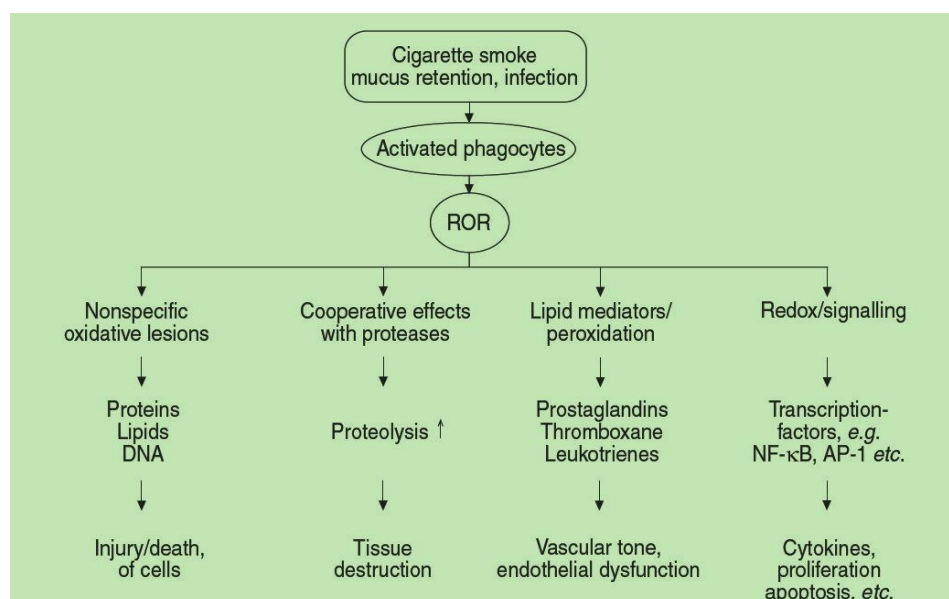 Cigarette smoke
mucus retention, infection
Activated phagocytes
ROR
Nonspecific
oxidative lesions
Cooperative effects
with proteases
Lipid mediators/
peroxidation
Redox/signalling
Proteins
Lipids
DNA
Proteolysis ↑
Prostaglandins
Thromboxane
Leukotrienes
Transcription-
factors, e.g.
NF-κB, AP-1 etc.
Injury/death,
of cells
Tissue
destruction
Vascular tone,
endothelial dysfunction
Cytokines,
proliferation
apoptosis, etc.